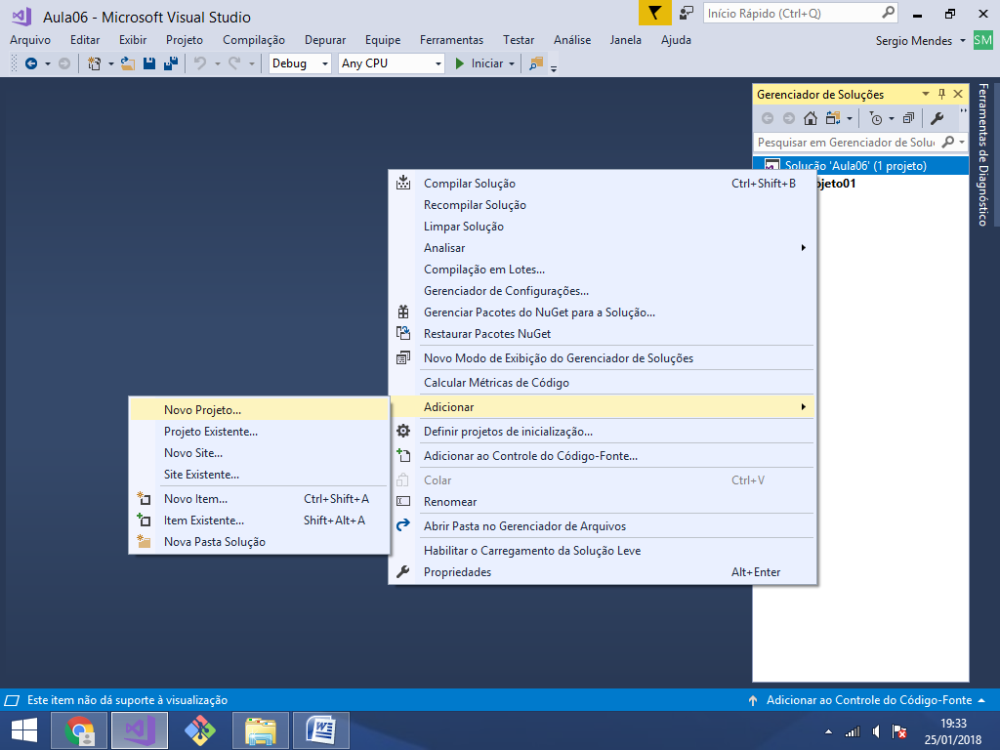 Aula06 - Microsoft Visual Studio
Início Rápido (Ctrl+Q)
Arquivo Editar Exibir Projeto Compilação Depurar Equipe Ferramentas Testar Análise Janela Ajuda
Sergio Mendes SM
Debug Any CPU Iniciar
Gerenciador de Soluções
Pesquisar em Gerenciador de Solu
Solução 'Aula06' (1 projeto)
ojeto01
Ferramentas de Diagnóstico
Compilar Solução Ctrl+Shift+B
Recompilar Solução
Limpar Solução
Analisar
Compilação em Lotes...
Gerenciador de Configurações...
Gerenciar Pacotes do NuGet para a Solução...
Restaurar Pacotes NuGet
Novo Modo de Exibição do Gerenciador de Soluções
Calcular Métricas de Código
Adicionar
Definir projetos de inicialização...
Adicionar ao Controle do Código-Fonte...
Colar Ctrl+V
Renomear
Abrir Pasta no Gerenciador de Arquivos
Habilitar o Carregamento da Solução Leve
Propriedades Alt+Enter
Novo Projeto...
Projeto Existente...
Novo Site...
Site Existente...
Novo Item... Ctrl+Shift+A
Item Existente... Shift+Alt+A
Nova Pasta Solução
Este item não dá suporte à visualização
Adicionar ao Controle do Código-Fonte
19:33
25/01/2018